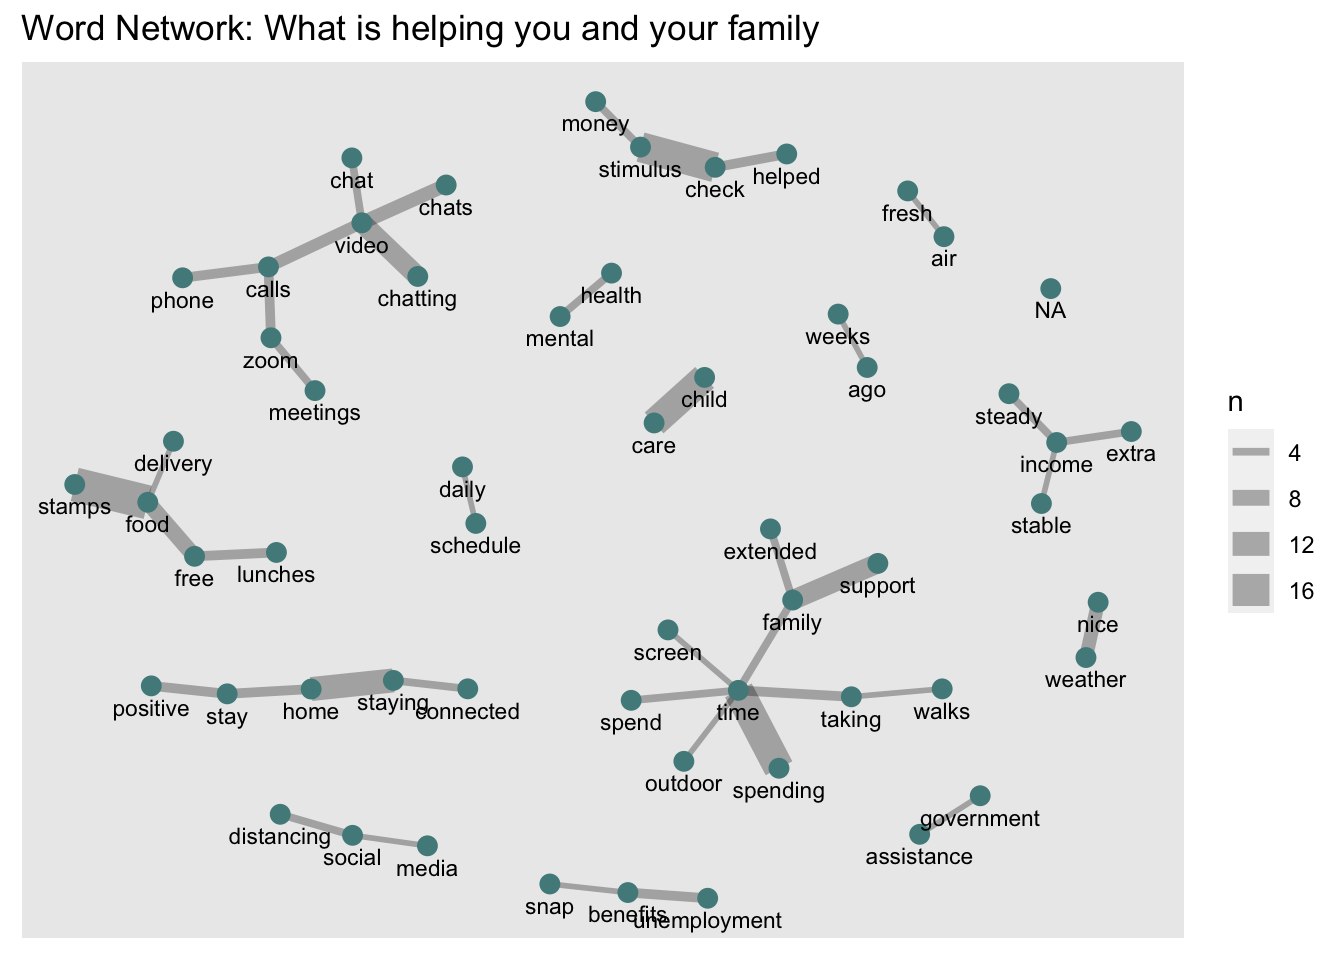 Word Network: What is helping you and your family
money
stimulus
check
helped
chat
chats
video
chatting
phone
calls
zoom
meetings
fresh
air
NA
health
mental
weeks
ago
child
care
steady
income
extra
stable
delivery
stamps
food
free
lunches
daily
schedule
extended
support
family
screen
time
spend
taking
walks
outdoor
spending
nice
weather
positive
stay
home
staying
connected
distancing
social
media
government
assistance
snap
benefits
unemployment
n
4
8
12
16